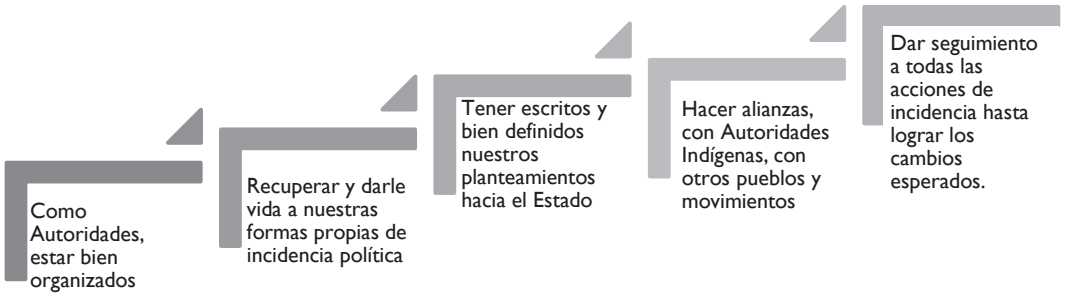 Como
Autoridades,
estar bien
organizados
Recuperar y darle
vida a nuestras
formas propias de
incidencia política
Tener escritos y
bien definidos
nuestros
planteamientos
hacia el Estado
Hacer alianzas,
con Autoridades
Indígenas, con
otros pueblos y
movimientos
Dar seguimiento
a todas las
acciones de
incidencia hasta
lograr los
cambios
esperados.